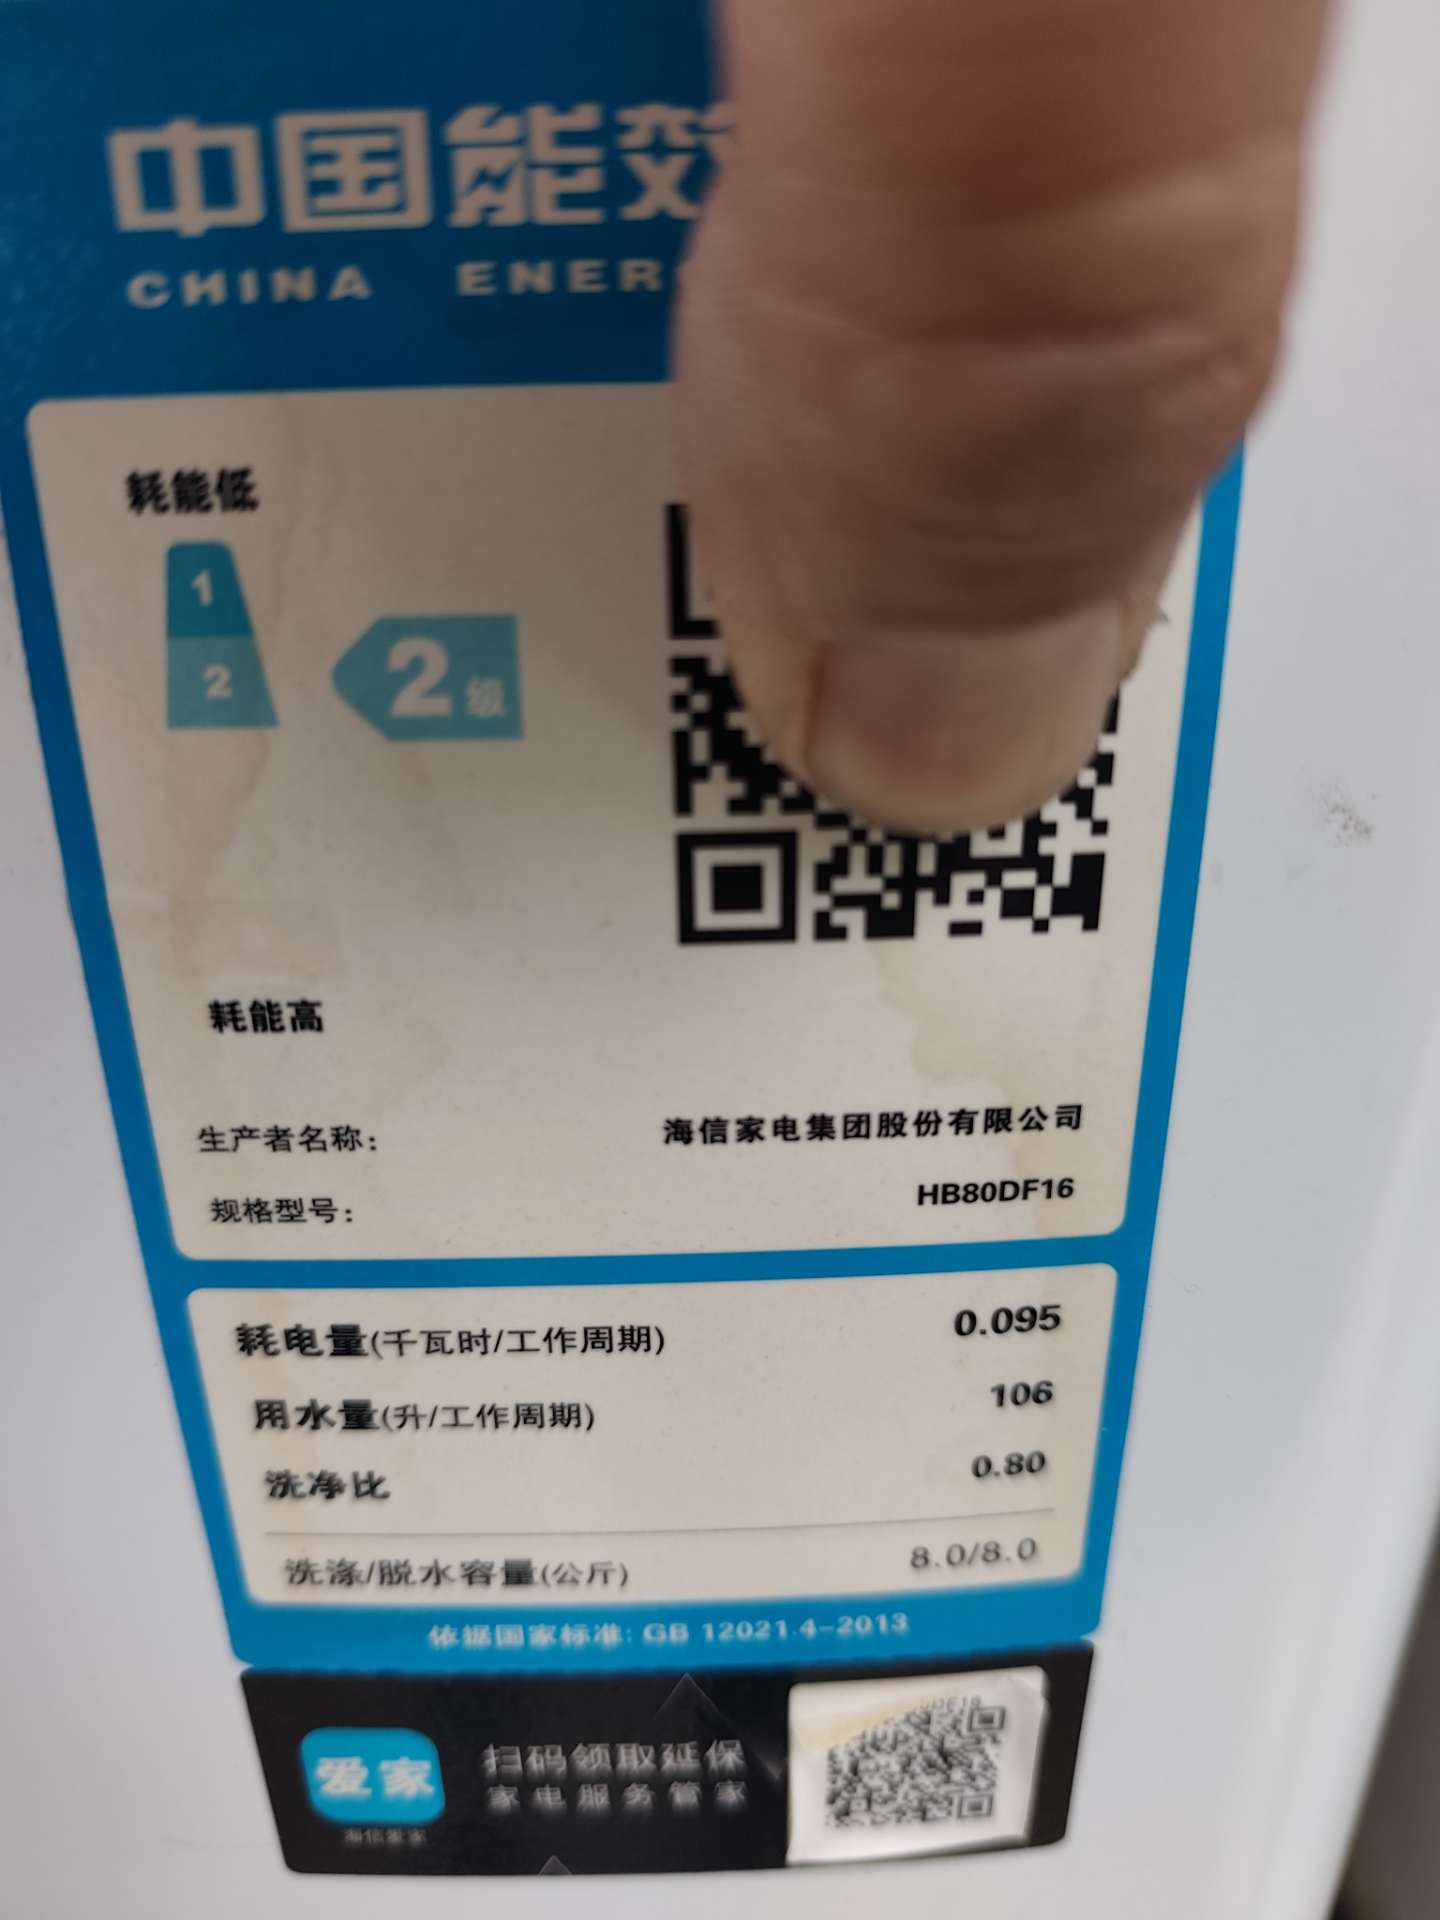 中国能效
CHINA ENER
耗能低
1
2
2级
耗能高
生产者名称: 海信家电集团股份有限公司
规格型号: HB80DF16
耗电量(千瓦时/工作周期) 0.095
用水量(升/工作周期) 106
洗净比 0.80
洗涤/脱水容量(公斤) 8.0/8.0
依据国家标准: GB 12021.4-2013
爱家
海信爱家
扫码领取延保
家电服务管家